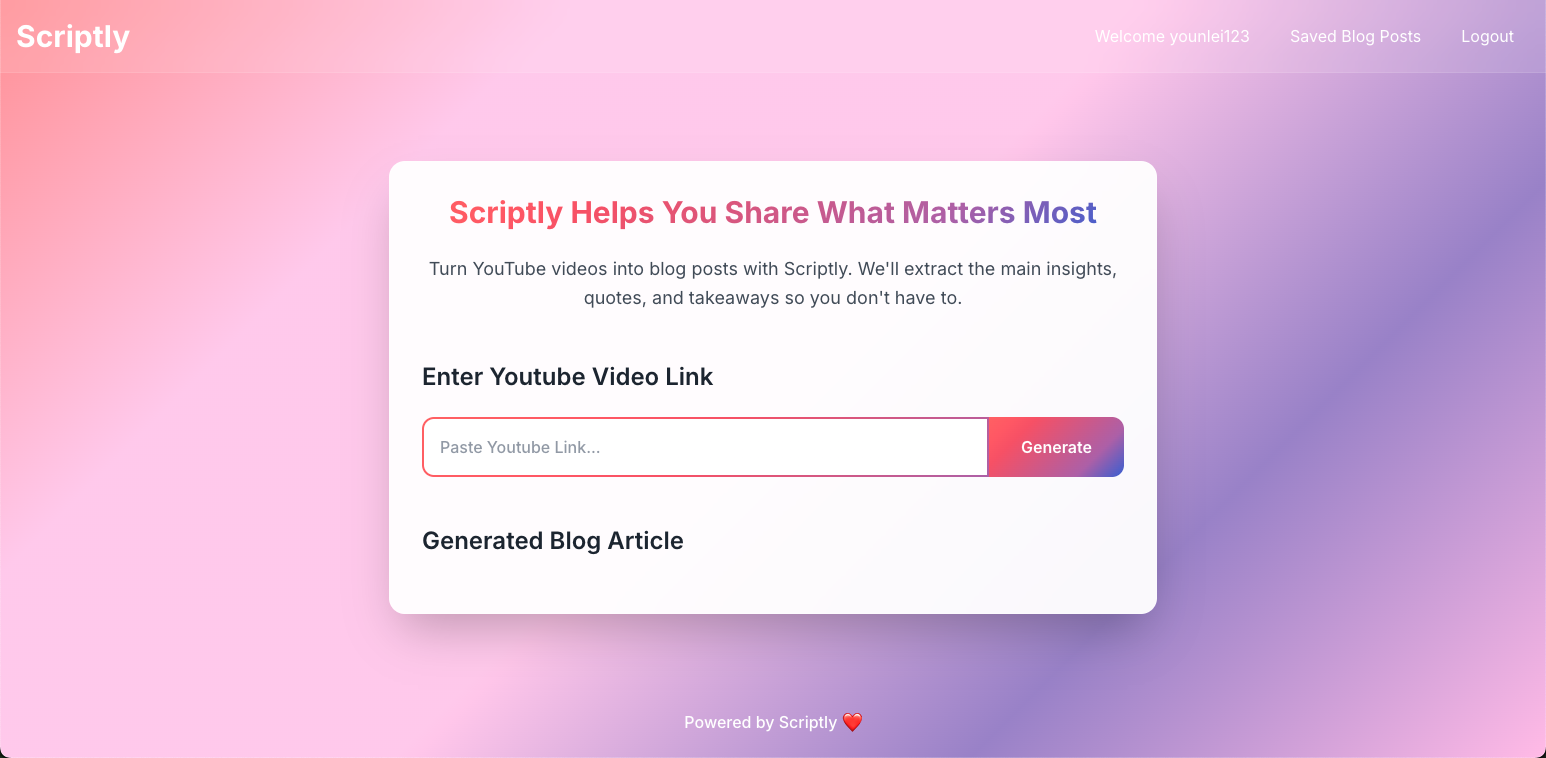 Scriptly
Welcome younlei123
Saved Blog Posts
Logout
Scriptly Helps You Share What Matters Most
Turn YouTube videos into blog posts with Scriptly. We'll extract the main insights,
quotes, and takeaways so you don't have to.
Enter Youtube Video Link
Paste Youtube Link...
Generate
Generated Blog Article
Powered by Scriptly ❤️